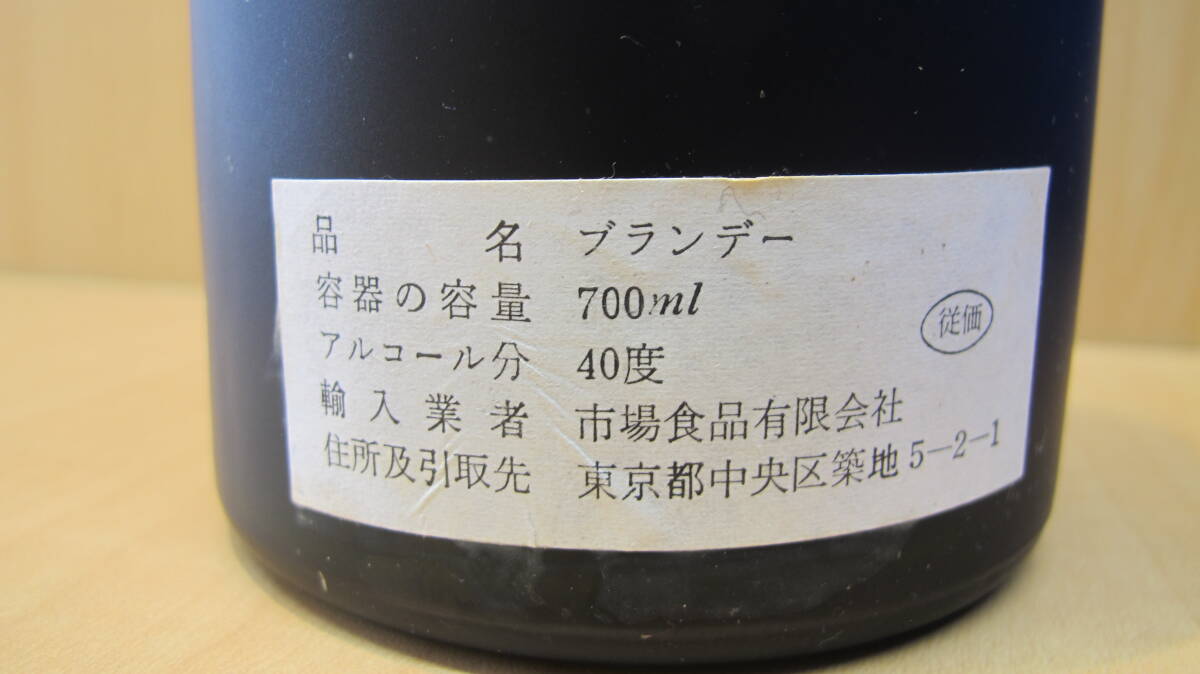 品名 ブランデー
容器の容量 700ml
従価
アルコール分 40度
輸入業者 市場食品有限会社
住所及引取先 東京都中央区築地5-2-1